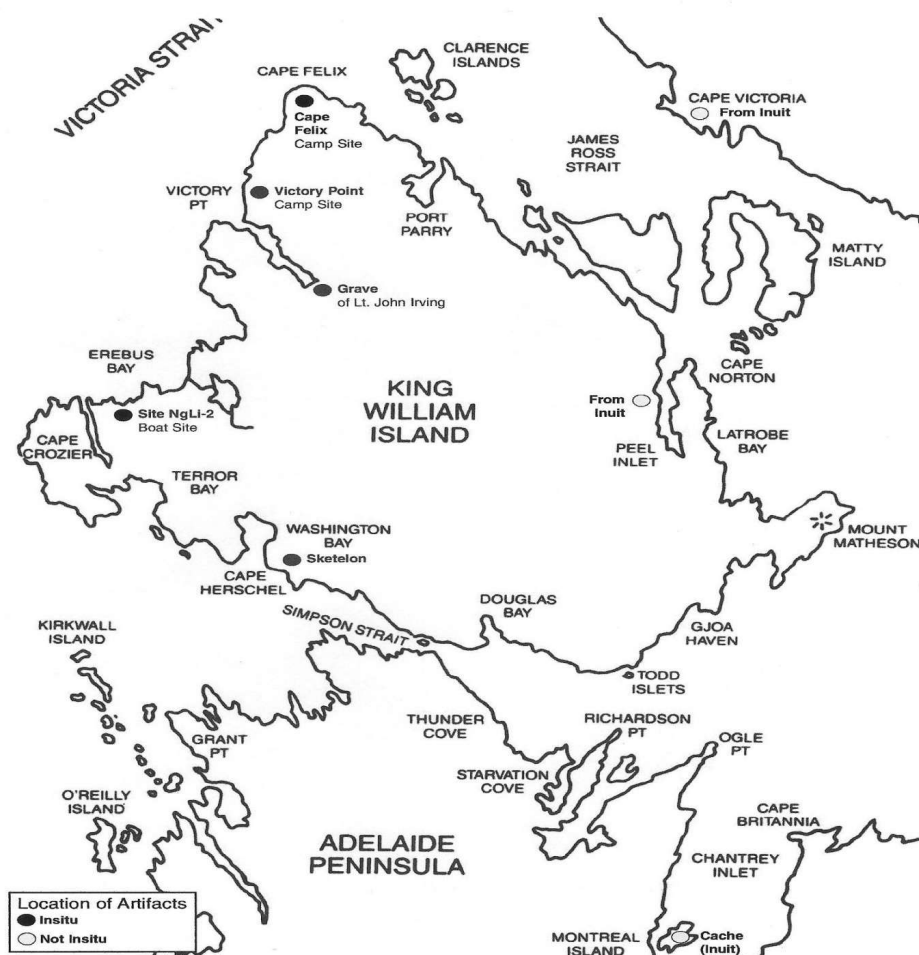 VICTORIA STRAIT
CLARENCE
ISLANDS
CAPE FELIX
Cape
Felix
Camp Site
CAPE VICTORIA
From Inuit
JAMES
ROSS
STRAIT
VICTORY
PT
Victory Point
Camp Site
PORT
PARRY
MATTY
ISLAND
Grave
of Lt. John Irving
EREBUS
BAY
CAPE
NORTON
KING
WILLIAM
ISLAND
From
Inuit
Site NgLi-2
Boat Site
CAPE
CROZIER
PEEL
INLET
LATROBE
BAY
TERROR
BAY
WASHINGTON
BAY
Sketelon
MOUNT
MATHESON
CAPE
HERSCHEL
DOUGLAS
BAY
SIMPSON STRAIT
GJOA
HAVEN
KIRKWALL
ISLAND
TODD
ISLETS
THUNDER
COVE
RICHARDSON
PT
GRANT
PT
OGLE
PT
STARVATION
COVE
O'REILLY
ISLAND
CAPE
BRITANNIA
ADELAIDE
PENINSULA
CHANTREY
INLET
Location of Artifacts
Insitu
Not Insitu
MONTREAL
ISLAND
Cache
(Inuit)